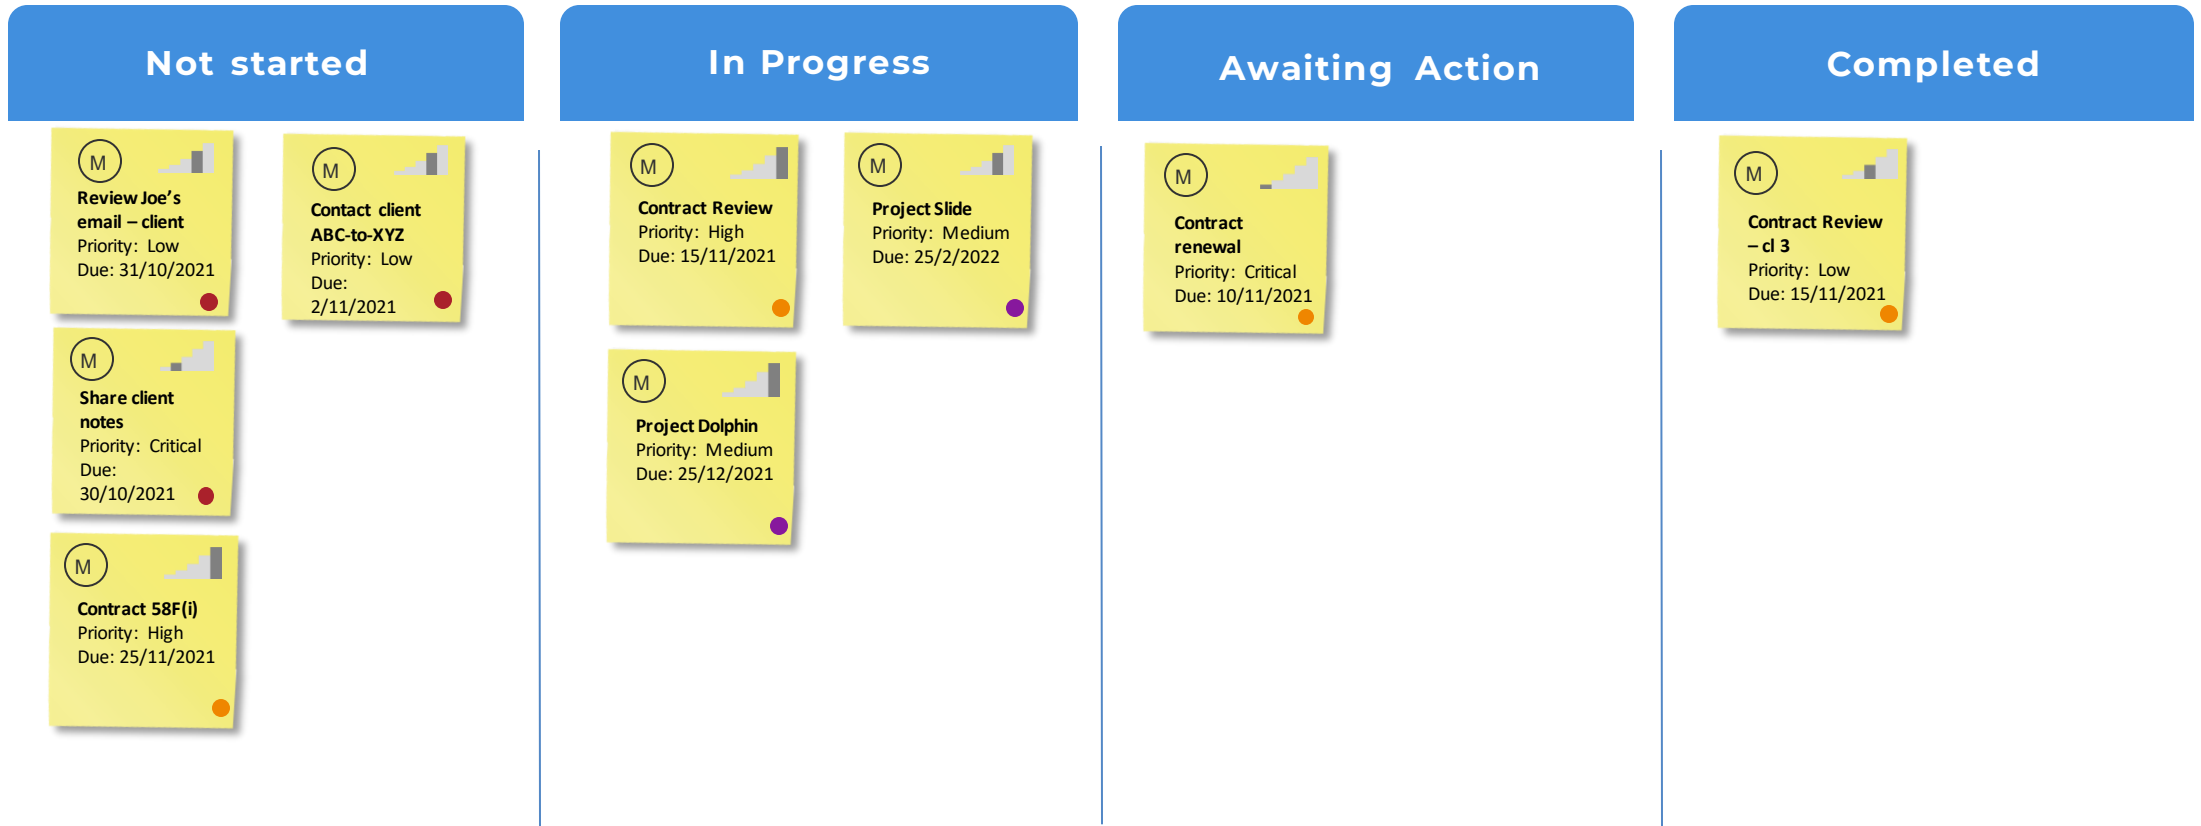 Not started
In Progress
Awaiting Action
Completed
M
Review Joe's
email – client
Priority: Low
Due: 31/10/2021
M
Contact client
ABC-to-XYZ
Priority: Low
Due:
2/11/2021
M
Share client
notes
Priority: Critical
Due:
30/10/2021
M
Contract 58F(i)
Priority: High
Due: 25/11/2021
M
Contract Review
Priority: High
Due: 15/11/2021
M
Project Slide
Priority: Medium
Due: 25/2/2022
M
Project Dolphin
Priority: Medium
Due: 25/12/2021
M
Contract
renewal
Priority: Critical
Due: 10/11/2021
M
Contract Review
– cl 3
Priority: Low
Due: 15/11/2021